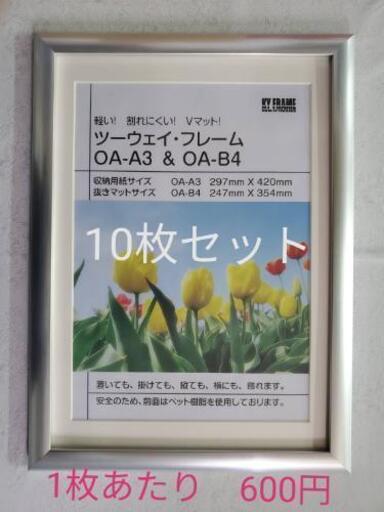 KY FRAME
軽い! 割れにくい! Vマット!
ツーウェイ・フレーム
OA-A3 & OA-B4
収納用紙サイズ OA-A3 297mm X 420mm
抜きマットサイズ OA-B4 247mm X 354mm
10枚セット
置いても、掛けても、縦でも、横にも、飾れます。
安全のため、前面はペット樹脂を使用しております。
1枚あたり 600円